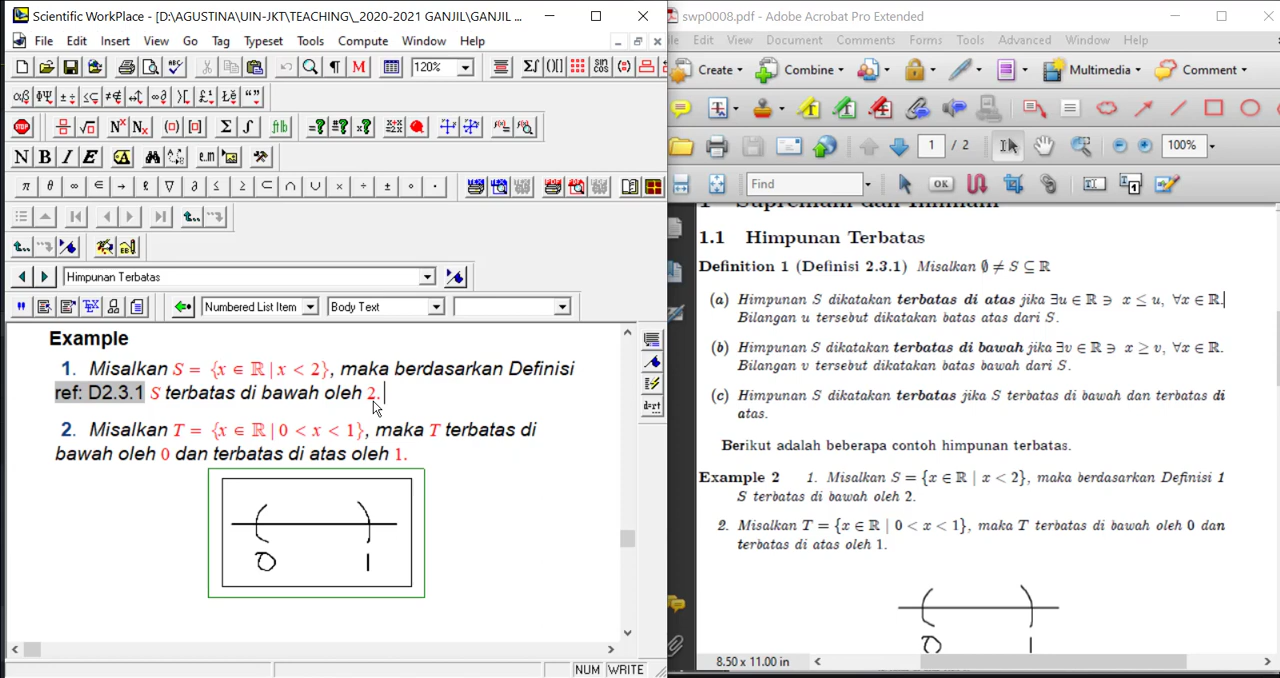 Scientific WorkPlace - [D:\AGUSTINA\UIN-JKT\TEACHING\_2020-2021 GANJIL\GANJIL ...
File Edit Insert View Go Tag Typeset Tools Compute Window Help
120%
Himpunan Terbatas
Numbered List Item Body Text
Example
1. Misalkan S = {x ∈ ℝ | x < 2}, maka berdasarkan Definisi
ref: D2.3.1 S terbatas di bawah oleh 2.
2. Misalkan T = {x ∈ ℝ | 0 < x < 1}, maka T terbatas di
bawah oleh 0 dan terbatas di atas oleh 1.
0 1
NUM WRITE
swp0008.pdf - Adobe Acrobat Pro Extended
File Edit View Document Comments Forms Tools Advanced Window Help
Create Combine Multimedia Comment
1 / 2 100%
Find
1 Supremum dan Infimum
1.1 Himpunan Terbatas
Definition 1 (Definisi 2.3.1) Misalkan ∅ ≠ S ⊆ ℝ
(a) Himpunan S dikatakan terbatas di atas jika ∃u ∈ ℝ ∋ x ≤ u, ∀x ∈ ℝ.
Bilangan u tersebut dikatakan batas atas dari S.
(b) Himpunan S dikatakan terbatas di bawah jika ∃v ∈ ℝ ∋ x ≥ v, ∀x ∈ ℝ.
Bilangan v tersebut dikatakan batas bawah dari S.
(c) Himpunan S dikatakan terbatas jika S terbatas di bawah dan terbatas di
atas.
Berikut adalah beberapa contoh himpunan terbatas.
Example 2 1. Misalkan S = {x ∈ ℝ | x < 2}, maka berdasarkan Definisi 1
S terbatas di bawah oleh 2.
2. Misalkan T = {x ∈ ℝ | 0 < x < 1}, maka T terbatas di bawah oleh 0 dan
terbatas di atas oleh 1.
0 1
8.50 x 11.00 in